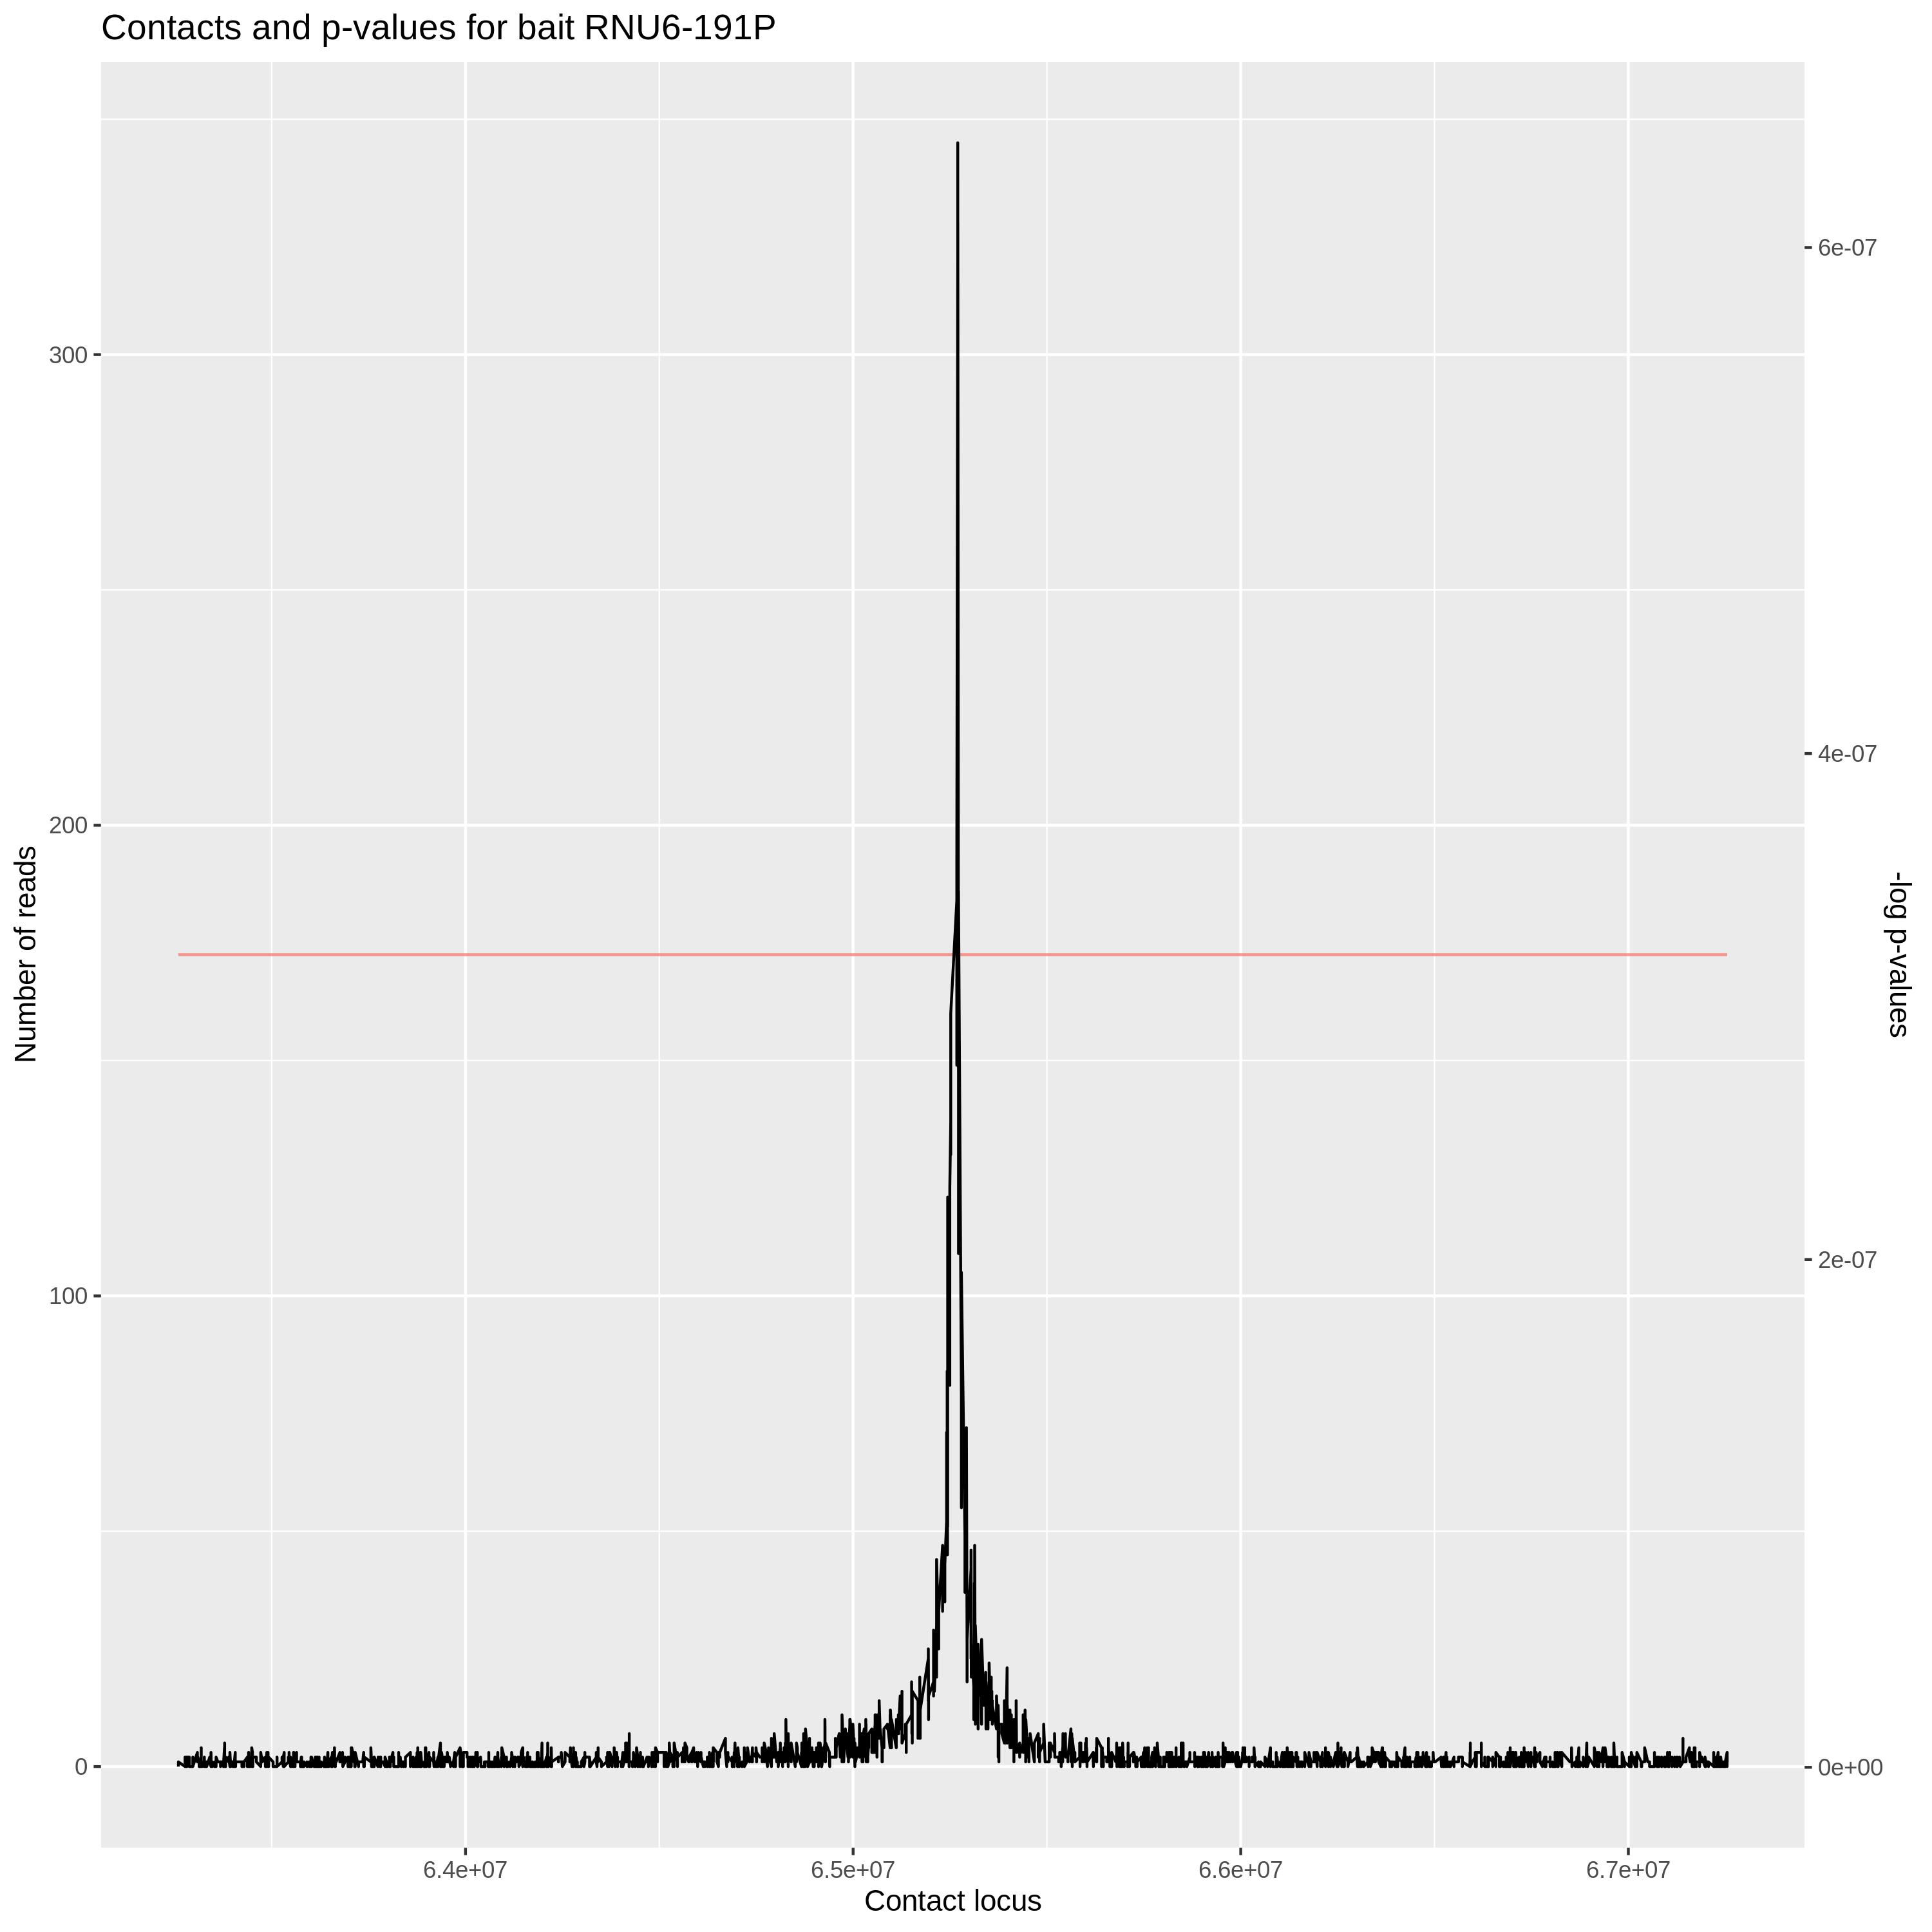 Contacts and p-values for bait RNU6-191P
300
200
100
0
Number of reads
6e-07
4e-07
2e-07
0e+00
-log p-values
6.4e+07
6.5e+07
6.6e+07
6.7e+07
Contact locus